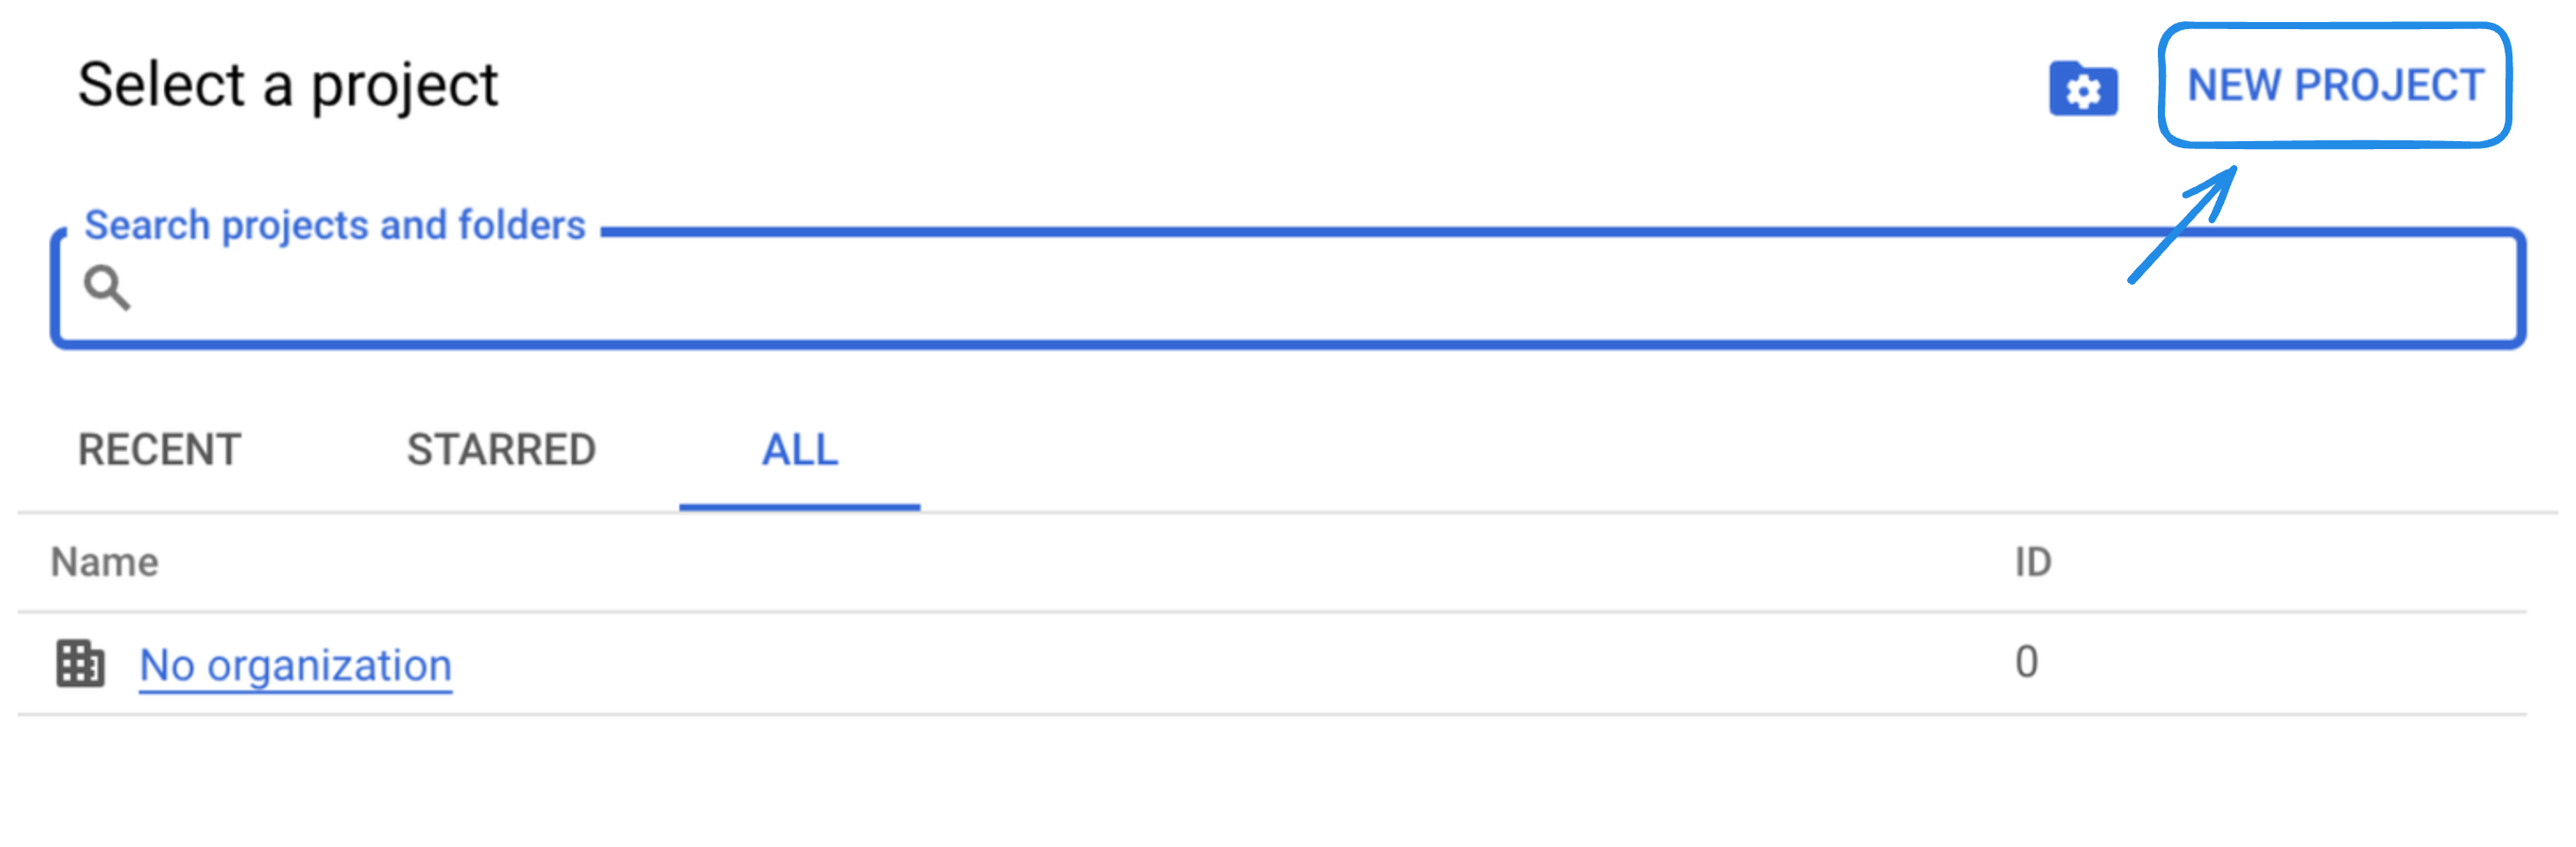 Select a project
NEW PROJECT
Search projects and folders
RECENT STARRED ALL
Name ID
No organization 0